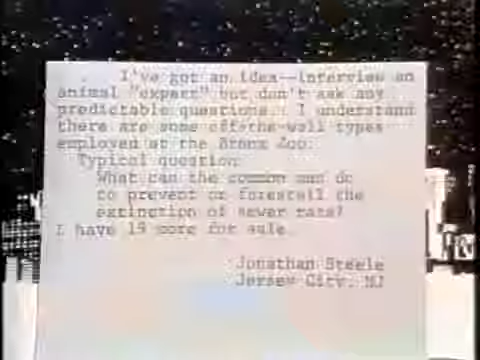 I've got an idea--interview an
animal "expert" but don't ask any
predictable questions. I understand
there are some off-the-wall types
employed at the Bronx Zoo.
Typical question:
What can the common man do
to prevent or forestall the
extinction of sewer rats?
I have 19 more for sale.
Jonathan Steele
Jersey City, NJ